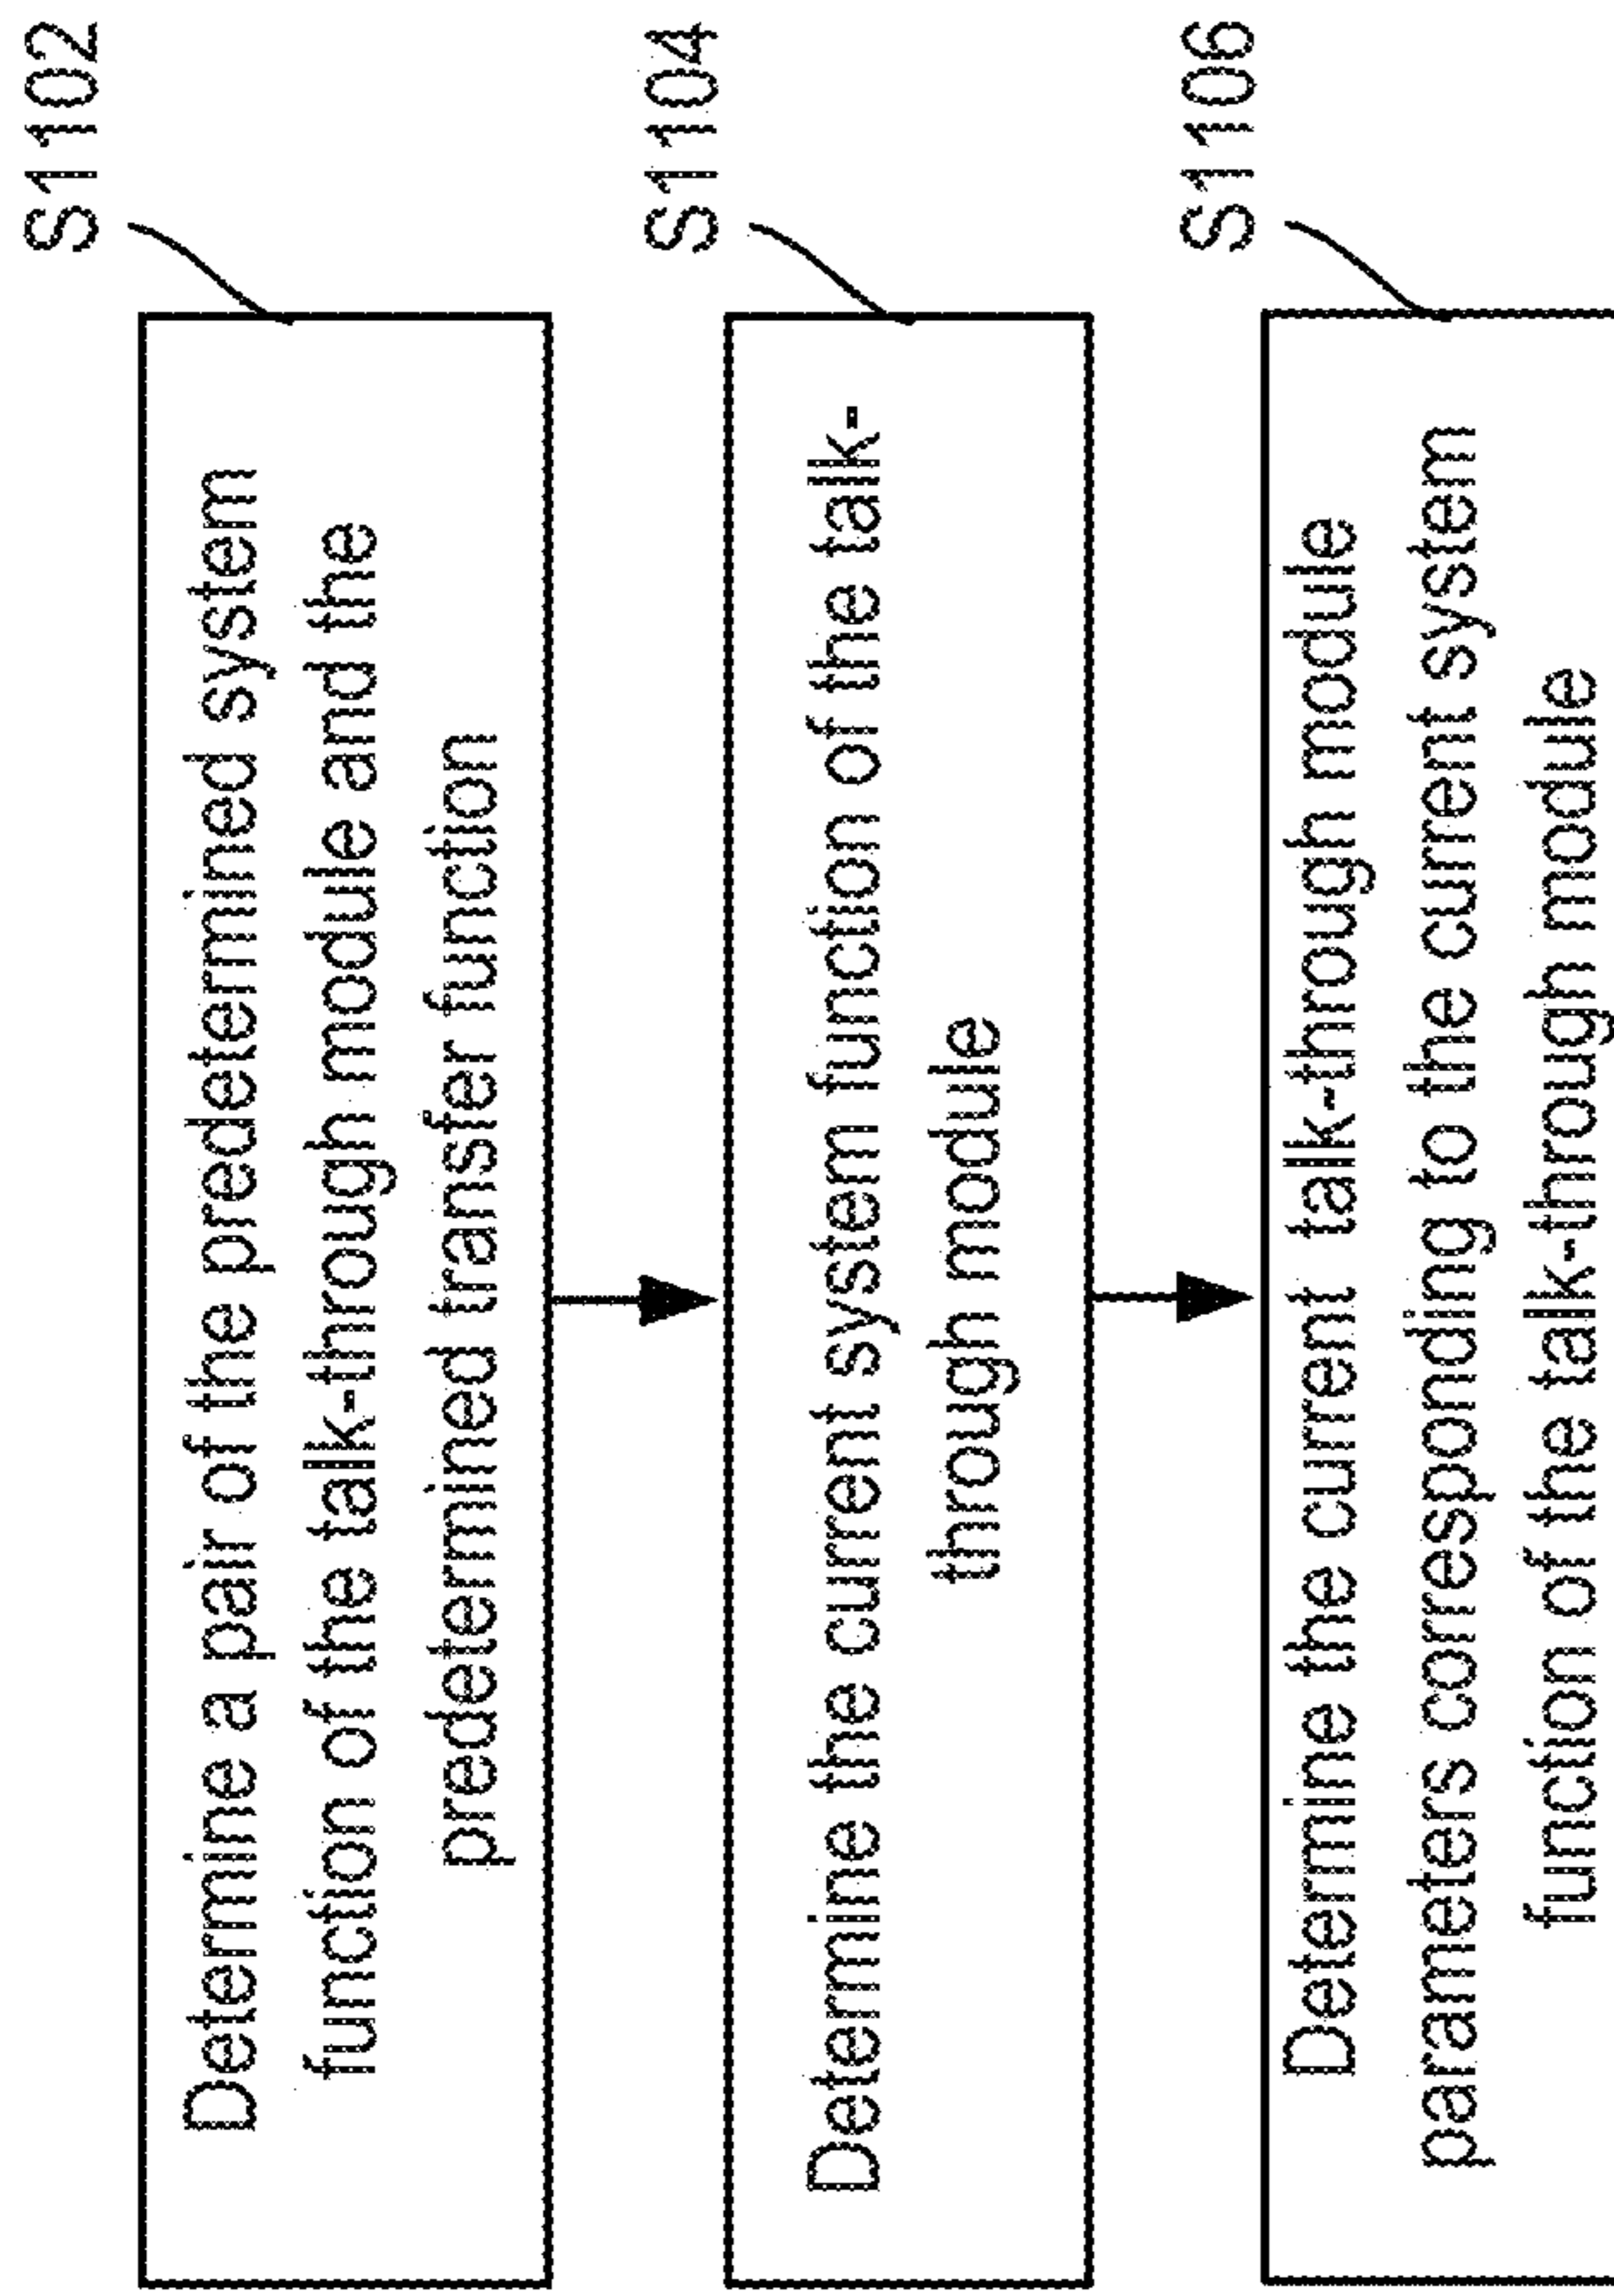 S1102
Determine a pair of the predetermined system
function of the talk-through module and the
predetermined transfer function
S1104
Determine the current system function of the talk-
through module
S1106
Determine the current talk-through module
parameters corresponding to the current system
function of the talk-through module